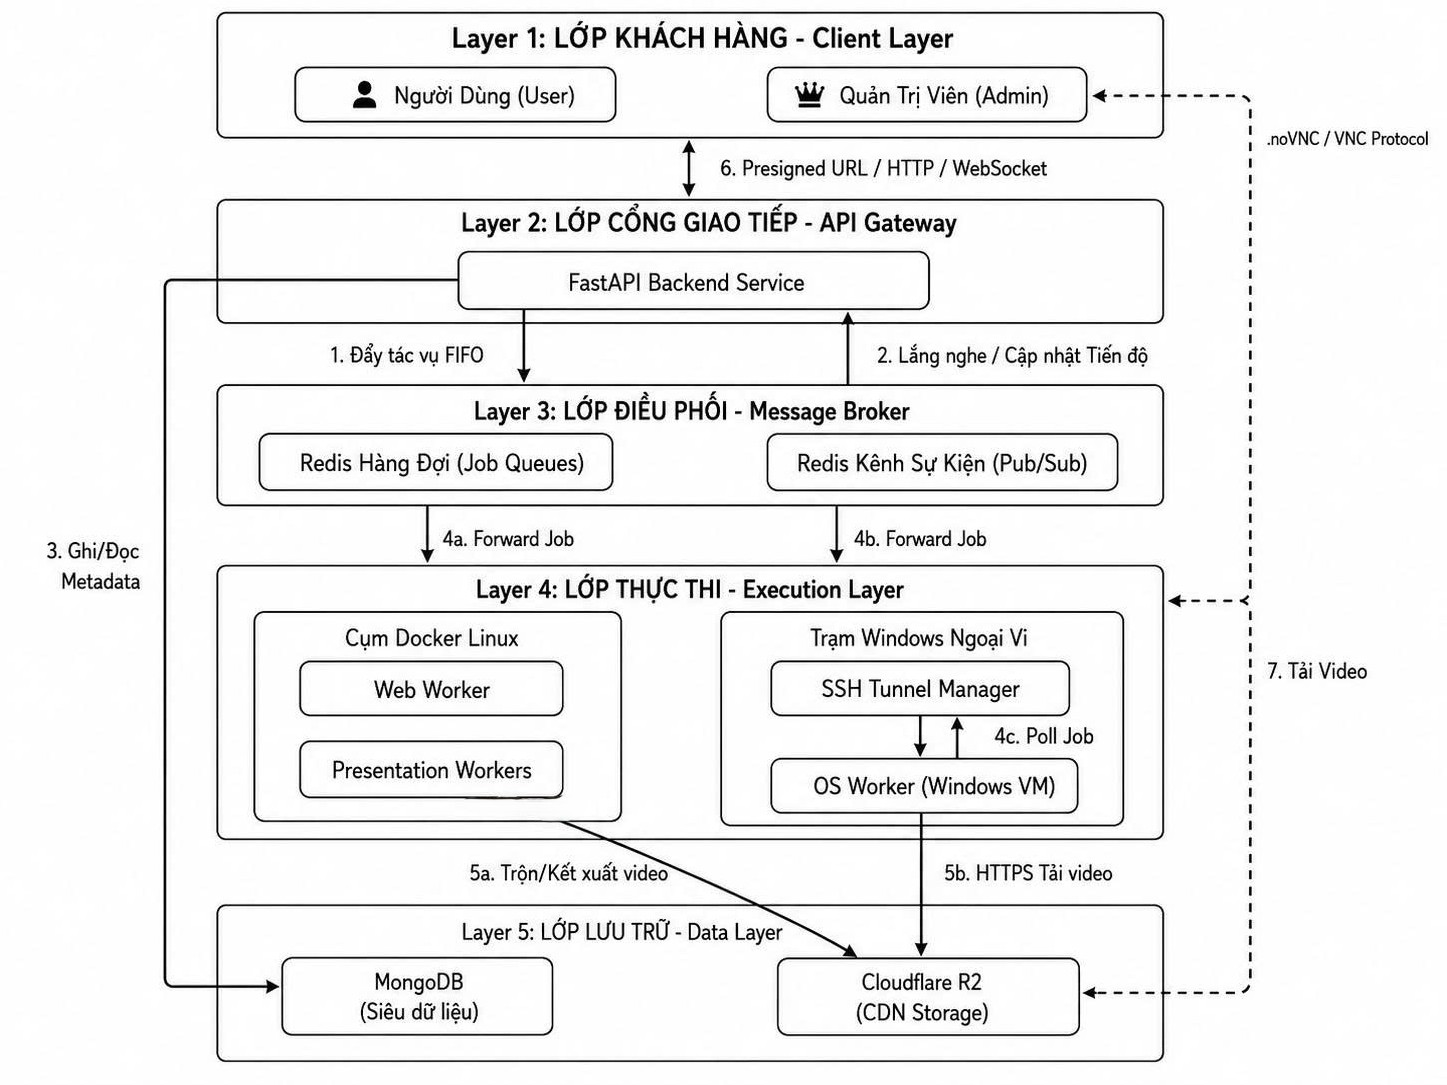 Layer 1: LỚP KHÁCH HÀNG - Client Layer
Người Dùng (User)
Quản Trị Viên (Admin)
.noVNC / VNC Protocol
6. Presigned URL / HTTP / WebSocket
Layer 2: LỚP CỔNG GIAO TIẾP - API Gateway
FastAPI Backend Service
1. Đẩy tác vụ FIFO
2. Lắng nghe / Cập nhật Tiến độ
Layer 3: LỚP ĐIỀU PHỐI - Message Broker
Redis Hàng Đợi (Job Queues)
Redis Kênh Sự Kiện (Pub/Sub)
3. Ghi/Đọc
Metadata
4a. Forward Job
4b. Forward Job
Layer 4: LỚP THỰC THI - Execution Layer
Cụm Docker Linux
Web Worker
Presentation Workers
Trạm Windows Ngoại Vi
SSH Tunnel Manager
4c. Poll Job
OS Worker (Windows VM)
7. Tải Video
5a. Trộn/Kết xuất video
5b. HTTPS Tải video
Layer 5: LỚP LƯU TRỮ - Data Layer
MongoDB
(Siêu dữ liệu)
Cloudflare R2
(CDN Storage)